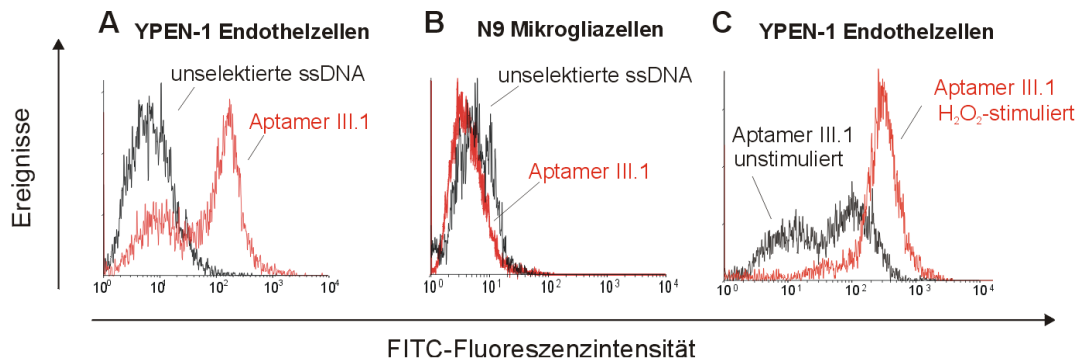 A YPEN-1 Endothelzellen
unselektierte ssDNA
Aptamer III.1
10⁰ 10¹ 10² 10³ 10⁴
B N9 Mikrogliazellen
unselektierte ssDNA
Aptamer III.1
10⁰ 10¹ 10² 10³ 10⁴
C YPEN-1 Endothelzellen
Aptamer III.1
H₂O₂-stimuliert
Aptamer III.1
unstimuliert
10⁰ 10¹ 10² 10³ 10⁴
Ereignisse
FITC-Fluoreszenzintensität